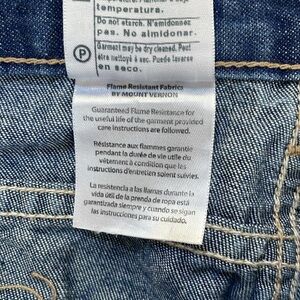 temperatura.
Do not starch. N'amidonnez
pas. No almidonar.
P
Garment may be dry cleaned. Peut
être nettoyé à sec. Puede lavarse
en seco.
Flame Resistant Fabrics
BY MOUNT VERNON
Guaranteed Flame Resistance for
the useful life of the garment provided
care instructions are followed.
Résistance aux flammes garantie
pendant la durée de vie utile du
vêtement à condition que les
instructions d'entretien soient suivies.
La resistencia a las llamas durante la
vida útil de la prenda de ropa está
garantizada siempre y cuando se sigan
las instrucciones para su cuidado.